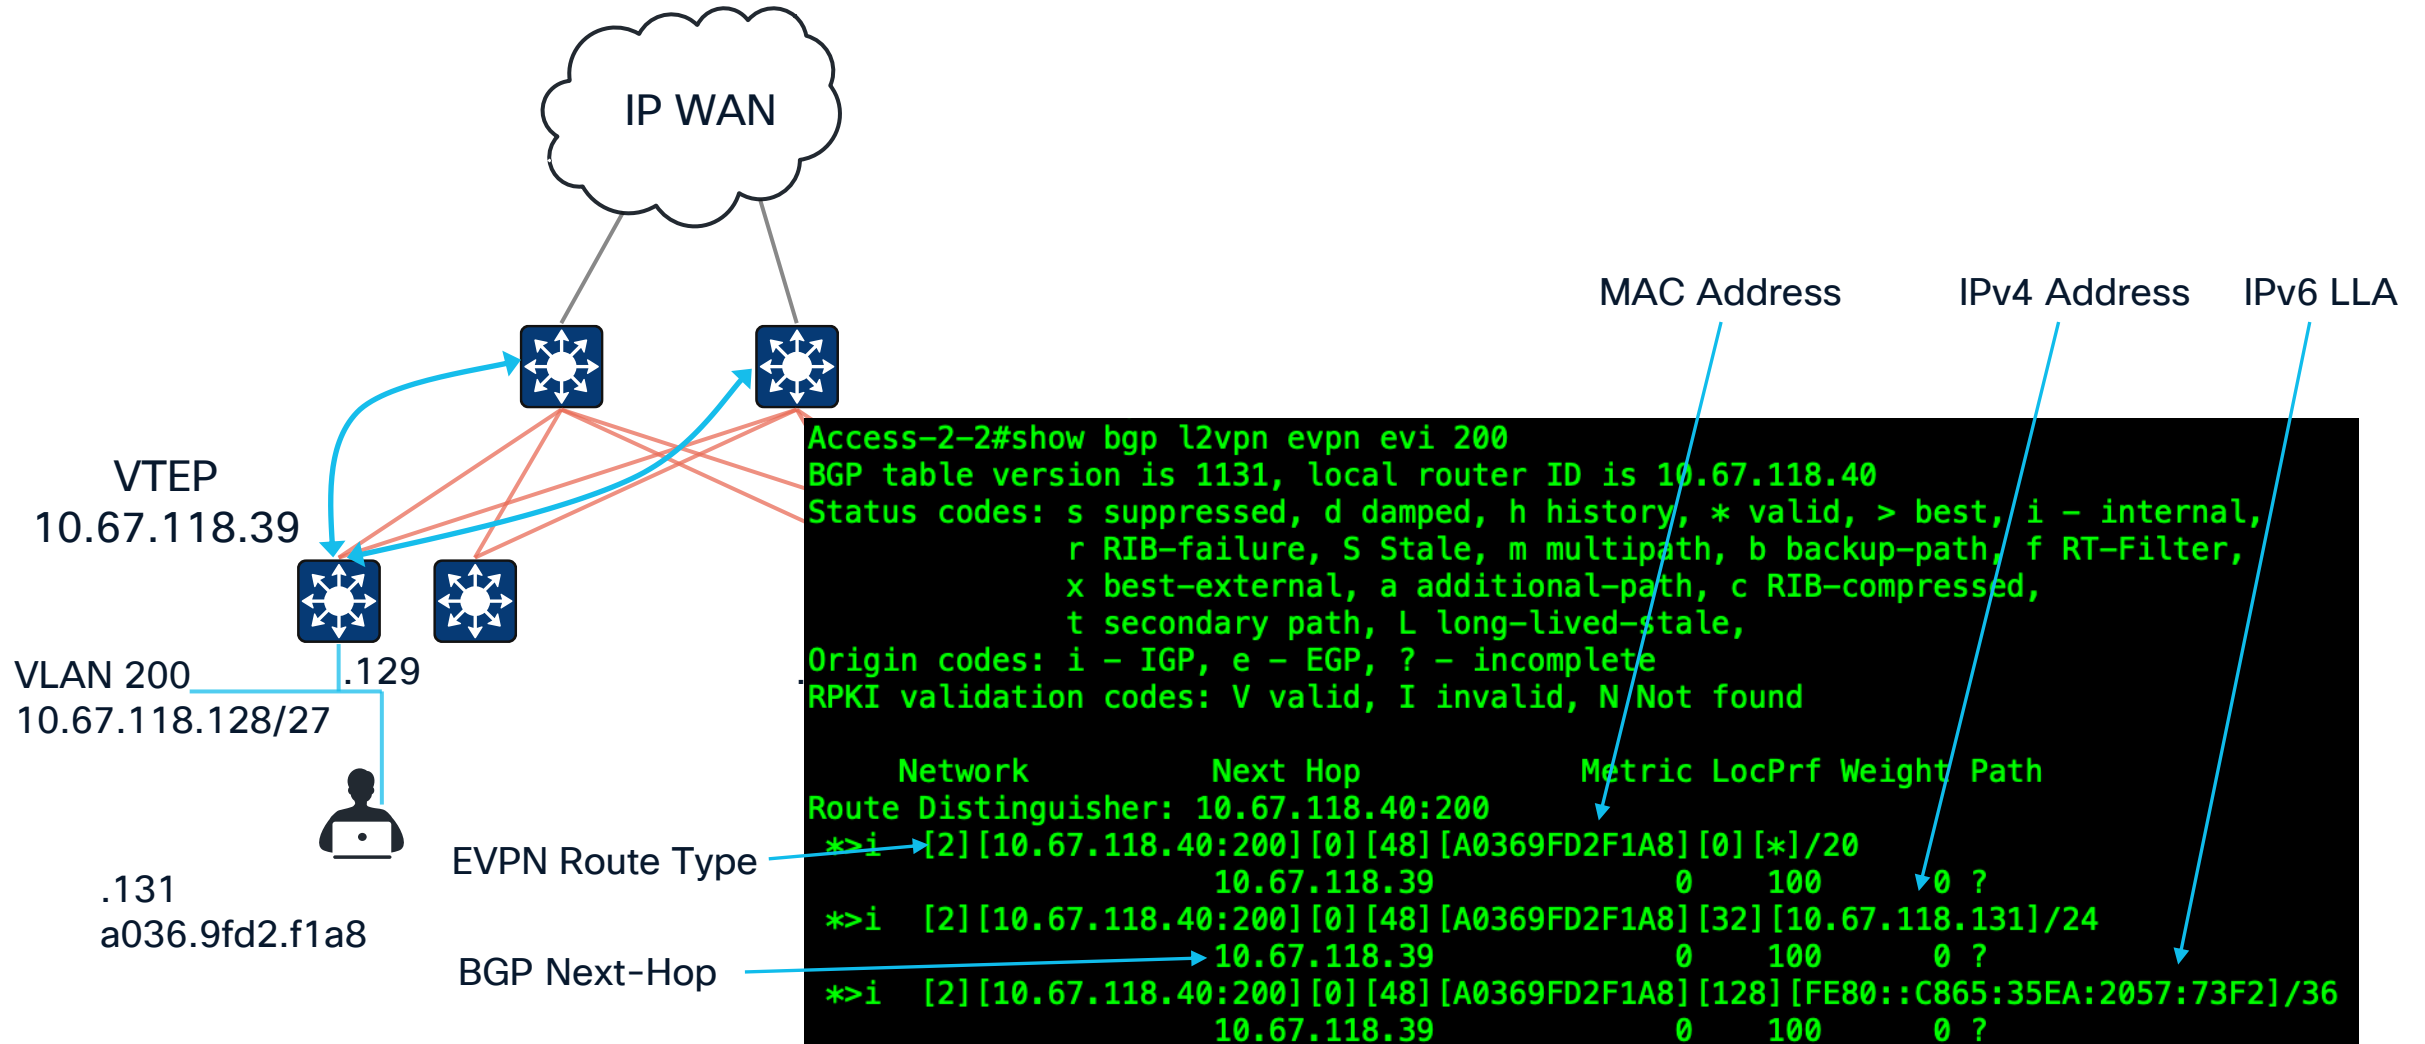 IP WAN
MAC Address
IPv4 Address
IPv6 LLA
VTEP
10.67.118.39
VLAN 200
.129
10.67.118.128/27
.131
a036.9fd2.f1a8
EVPN Route Type
BGP Next-Hop
.
Access-2-2#show bgp l2vpn evpn evi 200
BGP table version is 1131, local router ID is 10.67.118.40
Status codes: s suppressed, d damped, h history, * valid, > best, i - internal,
r RIB-failure, S Stale, m multipath, b backup-path, f RT-Filter,
x best-external, a additional-path, c RIB-compressed,
t secondary path, L long-lived-stale,
Origin codes: i - IGP, e - EGP, ? - incomplete
RPKI validation codes: V valid, I invalid, N Not found
Network Next Hop Metric LocPrf Weight Path
Route Distinguisher: 10.67.118.40:200
*>i [2][10.67.118.40:200][0][48][A0369FD2F1A8][0][*]/20
10.67.118.39 0 100 0 ?
*>i [2][10.67.118.40:200][0][48][A0369FD2F1A8][32][10.67.118.131]/24
10.67.118.39 0 100 0 ?
*>i [2][10.67.118.40:200][0][48][A0369FD2F1A8][128][FE80::C865:35EA:2057:73F2]/36
10.67.118.39 0 100 0 ?